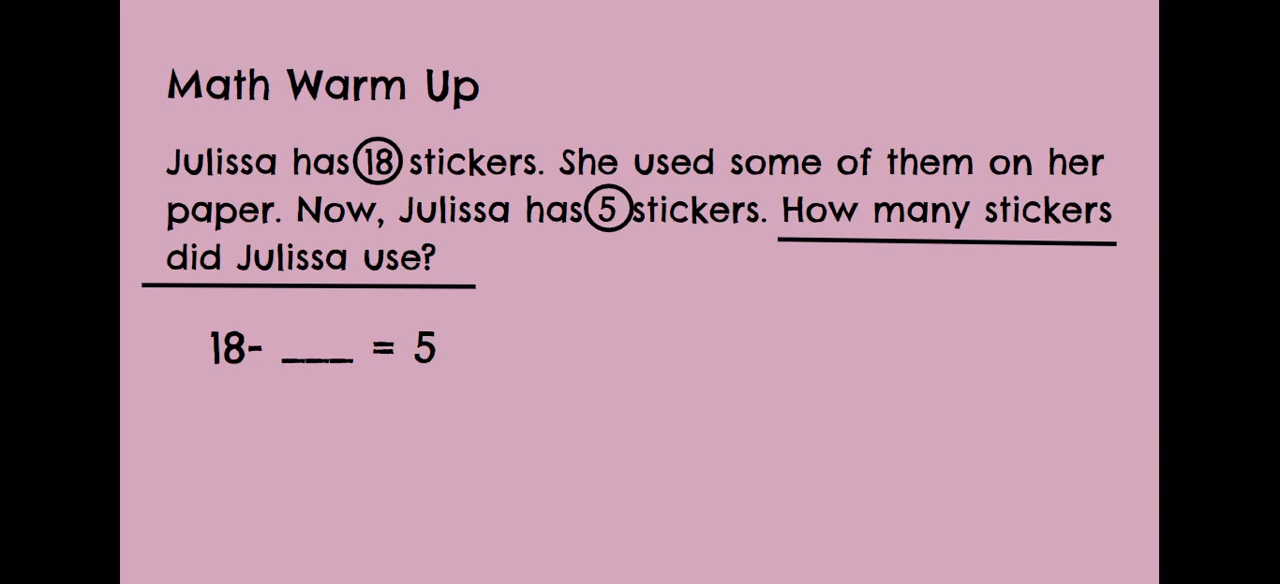 Math Warm Up
Julissa has 18 stickers. She used some of them on her
paper. Now, Julissa has 5 stickers. How many stickers
did Julissa use?
18- ___ = 5